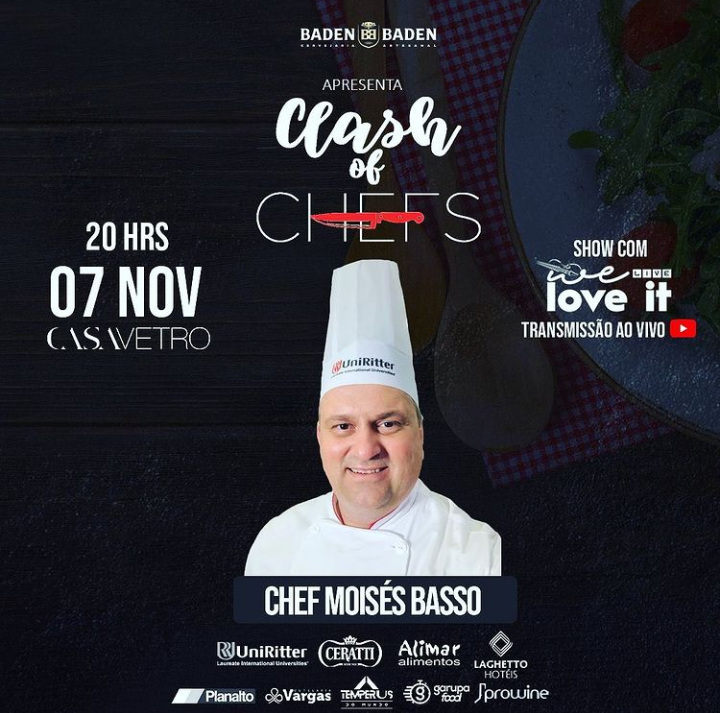 BADEN BADEN
CERVEJARIA ARTESANAL
APRESENTA
Clash
of
CHEFS
20 HRS
07 NOV
CASAVETRO
SHOW COM
we LIVE
love it
TRANSMISSÃO AO VIVO
UniRitter
Laureate International Universities
CHEF MOISÉS BASSO
UniRitter
Laureate International Universities®
CERATTI
Alimar
alimentos
LAGHETTO
HOTÉIS
Planalto
Vargas
TEMPERUS
DO MUNDO
garupa
food
Sprowine